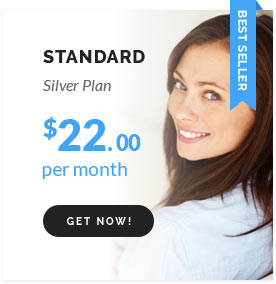 BEST SELLER
STANDARD
Silver Plan
$22.00
per month
GET NOW!